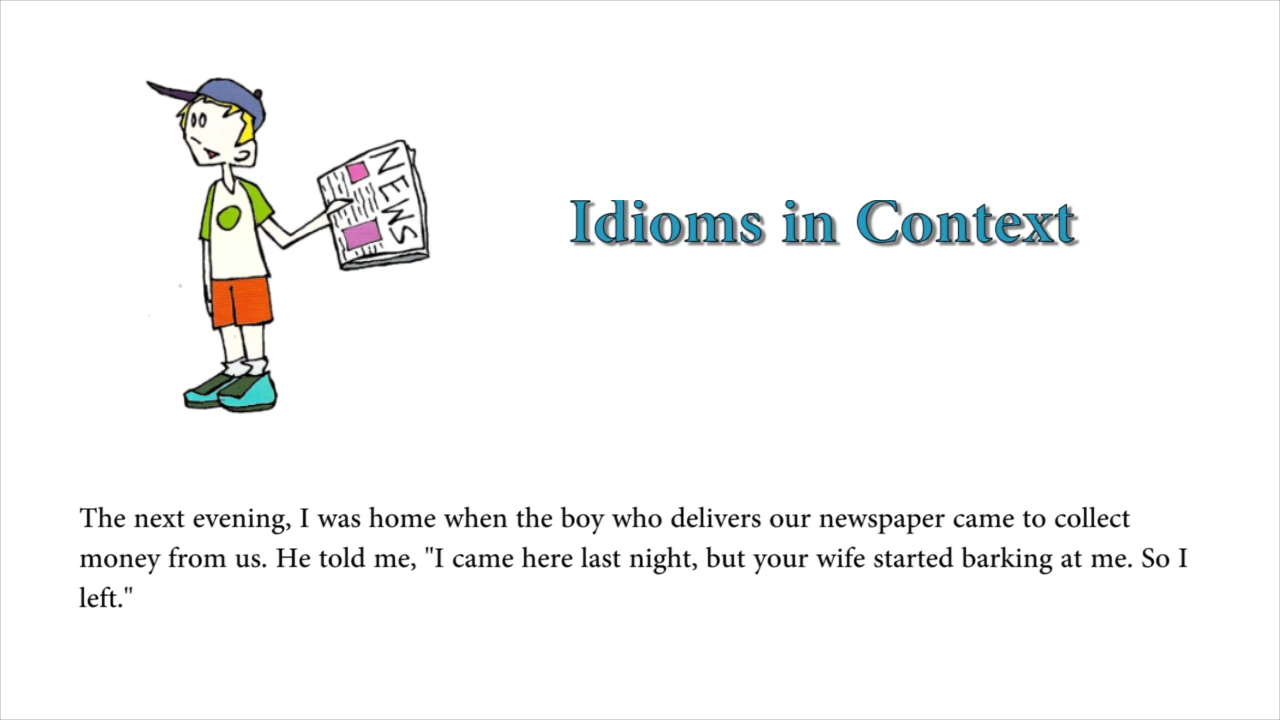 NEWS
Idioms in Context
The next evening, I was home when the boy who delivers our newspaper came to collect
money from us. He told me, "I came here last night, but your wife started barking at me. So I
left."